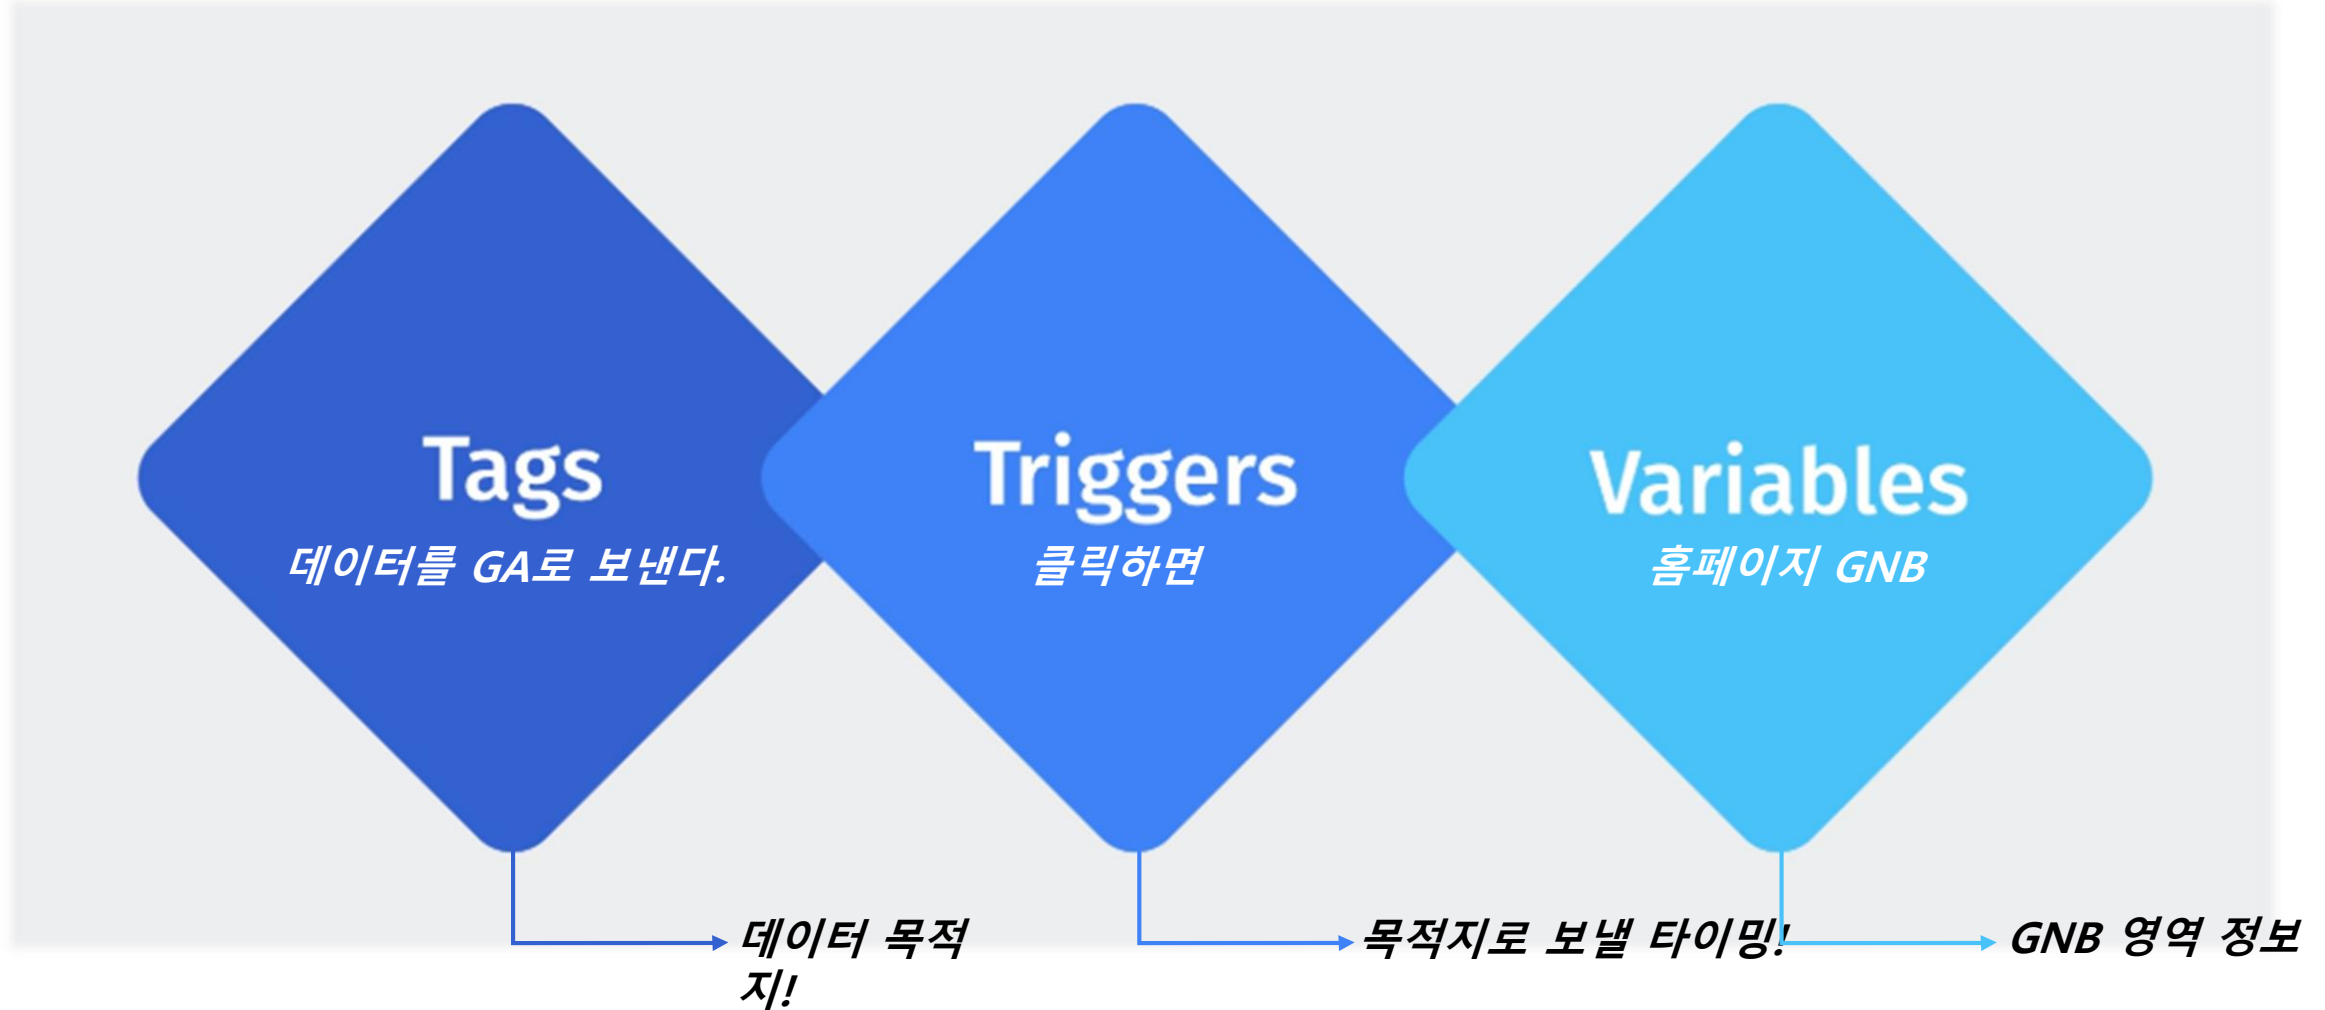 Tags
데이터를 GA로 보낸다.
Triggers
클릭하면
Variables
홈페이지 GNB
데이터 목적
지!
목적지로 보낼 타이밍!
GNB 영역 정보